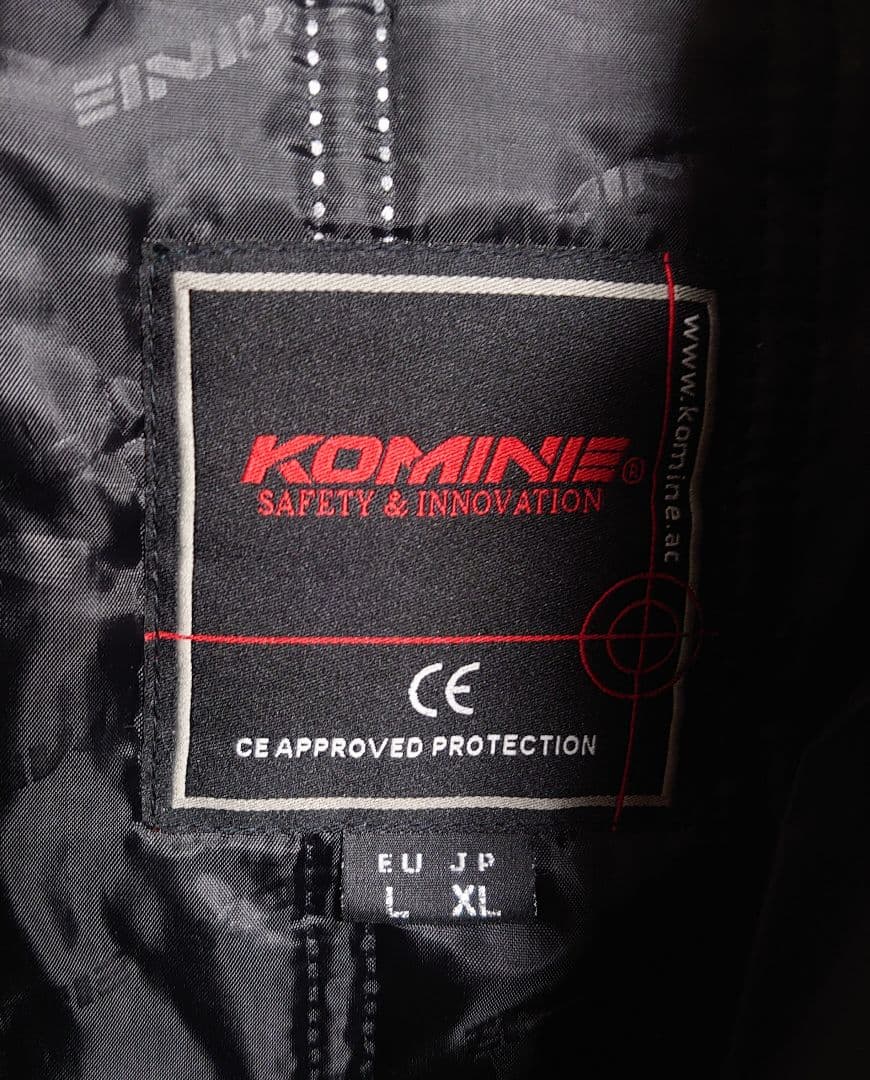 KOMINE®
SAFETY & INNOVATION
www.komine.ac
CE
CE APPROVED PROTECTION
EU JP
L XL